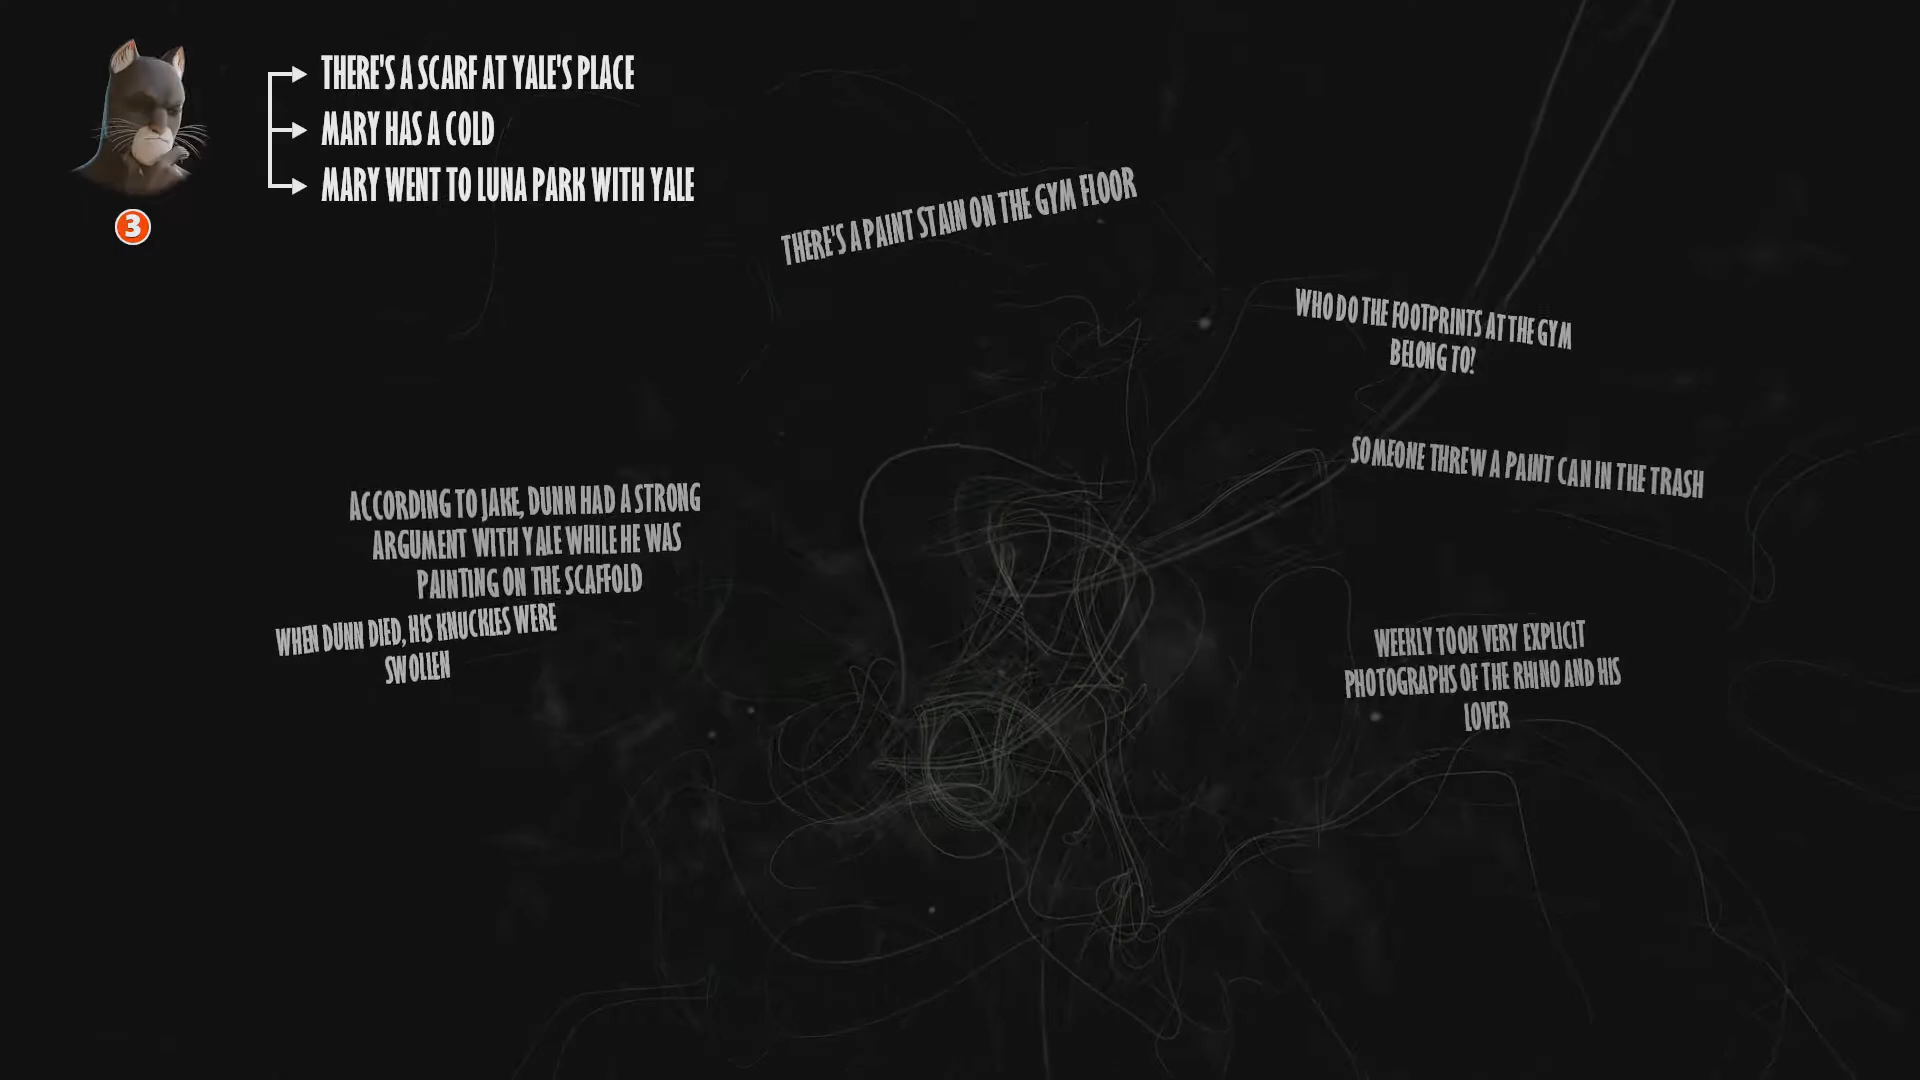 THERE'S A SCARF AT YALE'S PLACE
MARY HAS A COLD
MARY WENT TO LUNA PARK WITH YALE
3
THERE'S A PAINT STAIN ON THE GYM FLOOR
WHO DO THE FOOTPRINTS AT THE GYM
BELONG TO?
SOMEONE THREW A PAINT CAN IN THE TRASH
ACCORDING TO JAKE, DUNN HAD A STRONG
ARGUMENT WITH YALE WHILE HE WAS
PAINTING ON THE SCAFFOLD
WHEN DUNN DIED, HIS KNUCKLES WERE
SWOLLEN
WEEKLY TOOK VERY EXPLICIT
PHOTOGRAPHS OF THE RHINO AND HIS
LOVER